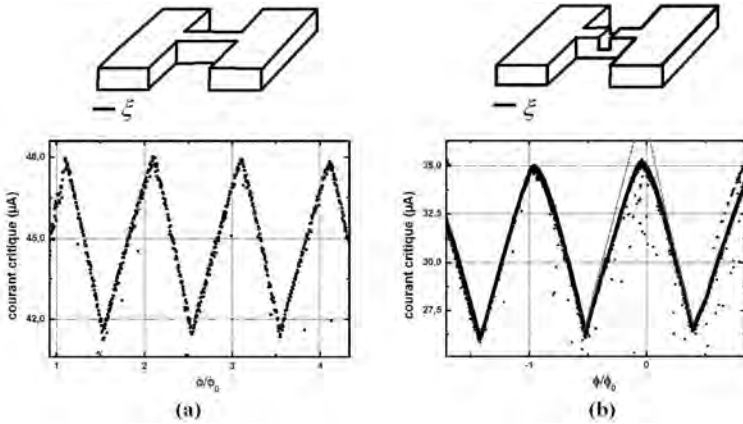 ξ
ξ
courant critique (µA)
48,0
45,0
42,0
1
2
3
4
ϕ/ϕ₀
(a)
courant critique (µA)
35,0
32,5
30,0
27,5
-1
0
ϕ/ϕ₀
(b)